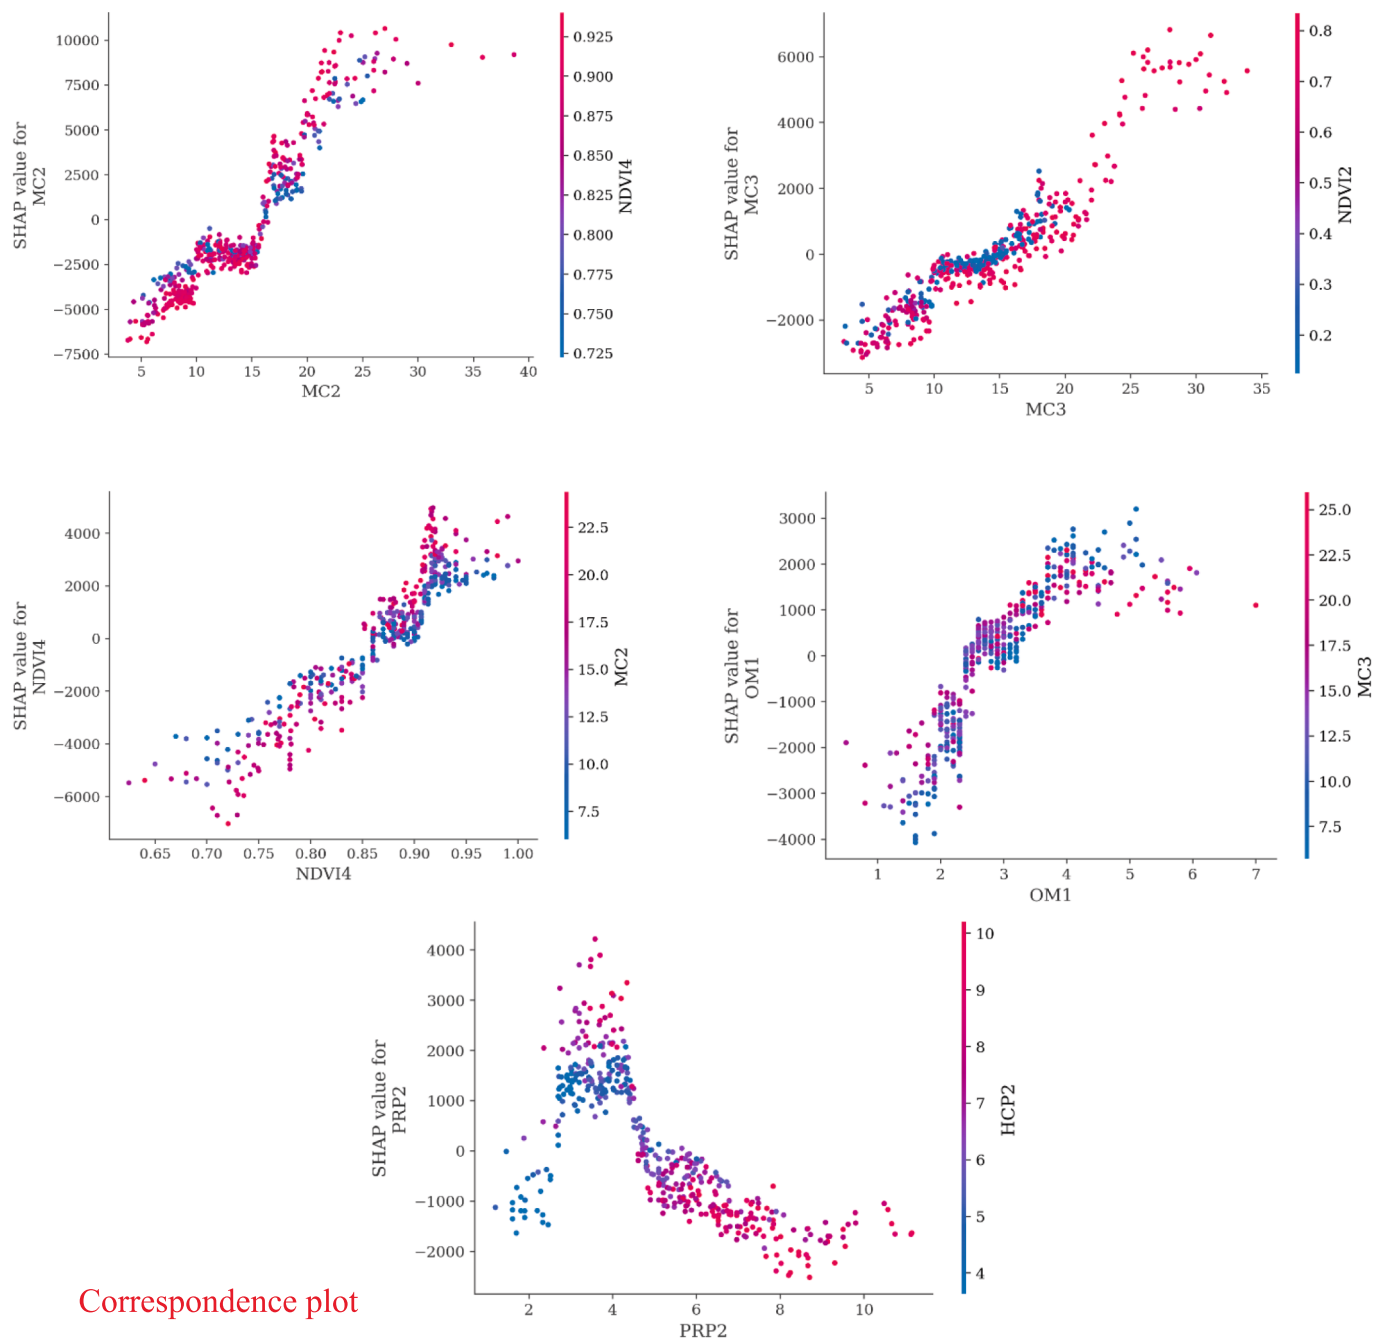 10000
7500
5000
2500
0
−2500
−5000
−7500
SHAP value for
MC2
5 10 15 20 25 30 35 40
MC2
0.925
0.900
0.875
0.850
0.825
0.800
0.775
0.750
0.725
NDVI4
6000
4000
2000
0
−2000
SHAP value for
MC3
5 10 15 20 25 30 35
MC3
0.8
0.7
0.6
0.5
0.4
0.3
0.2
NDVI2
4000
2000
0
−2000
−4000
−6000
SHAP value for
NDVI4
0.65 0.70 0.75 0.80 0.85 0.90 0.95 1.00
NDVI4
22.5
20.0
17.5
15.0
12.5
10.0
7.5
MC2
3000
2000
1000
0
−1000
−2000
−3000
−4000
SHAP value for
OM1
1 2 3 4 5 6 7
OM1
25.0
22.5
20.0
17.5
15.0
12.5
10.0
7.5
MC3
4000
3000
2000
1000
0
−1000
−2000
SHAP value for
PRP2
2 4 6 8 10
PRP2
10
9
8
7
6
5
4
HCP2
Correspondence plot